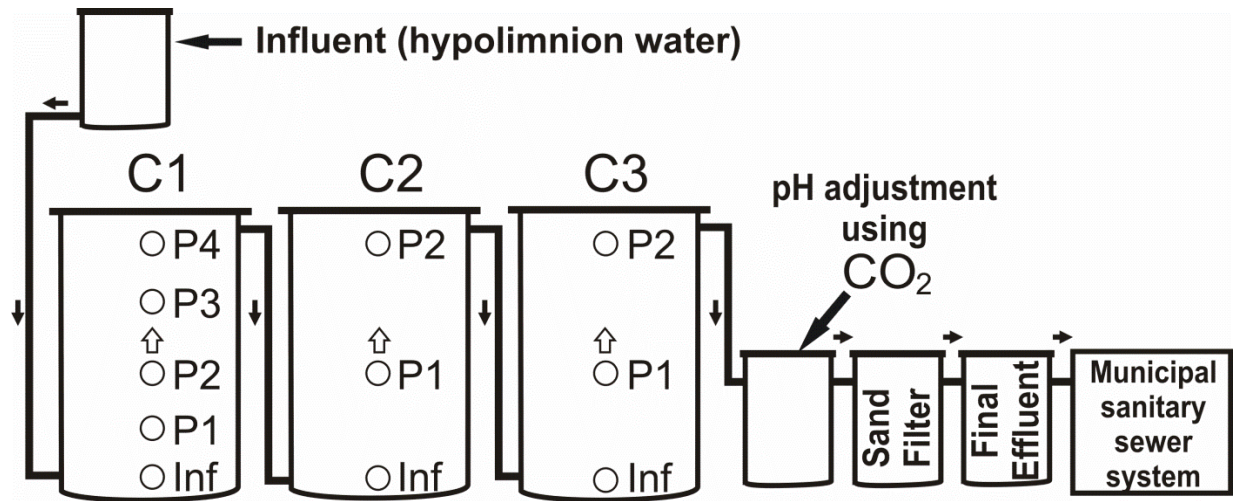 Influent (hypolimnion water)
C1
C2
C3
pH adjustment
using
CO₂
P4
P3
P2
P1
Inf
P2
P1
Inf
P2
P1
Inf
Sand
Filter
Final
Effluent
Municipal
sanitary
sewer
system